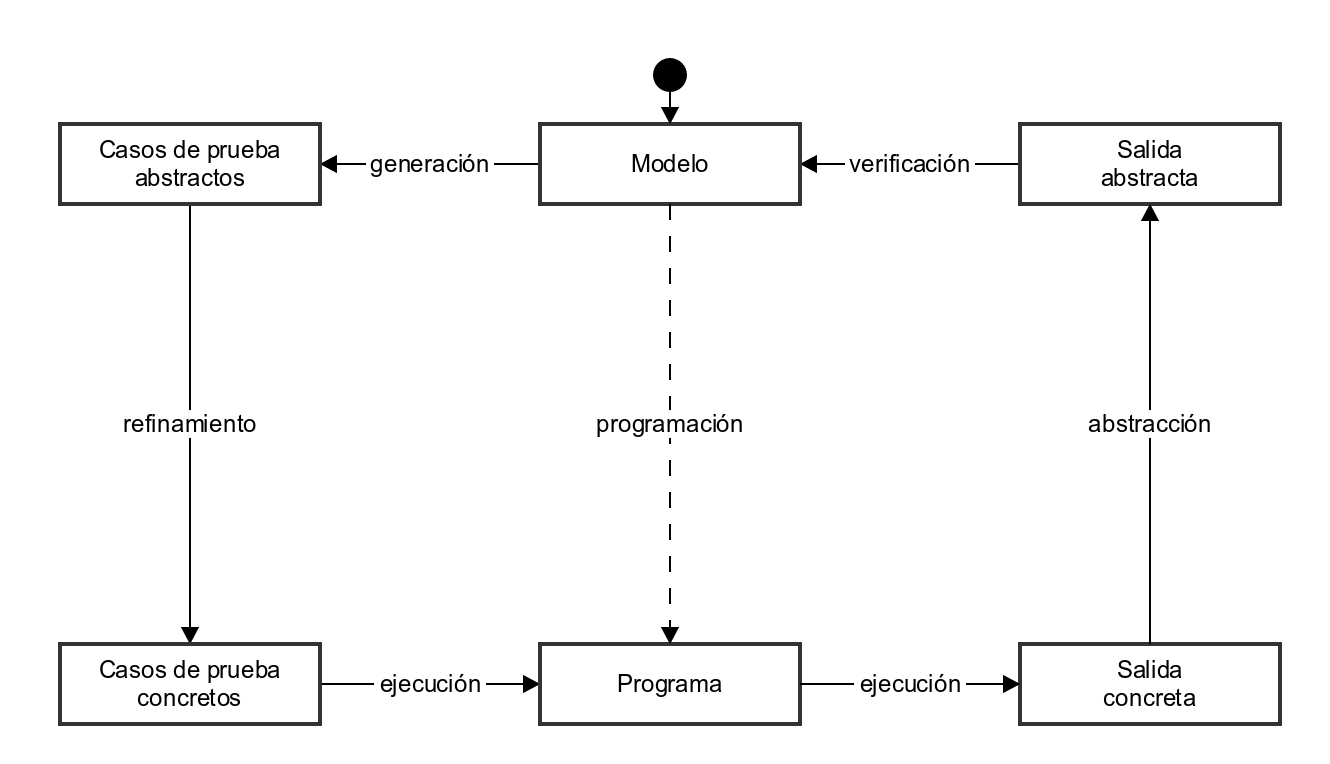 Casos de prueba
abstractos
generación
Modelo
verificación
Salida
abstracta
refinamiento
programación
abstracción
Casos de prueba
concretos
ejecución
Programa
ejecución
Salida
concreta